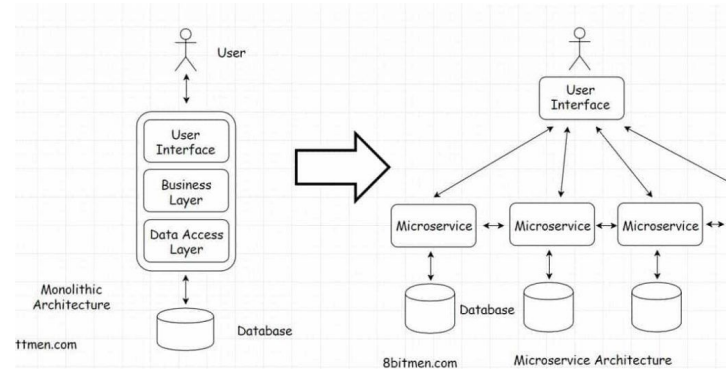 User
User
Interface
Business
Layer
Data Access
Layer
Monolithic
Architecture
Database
ttmen.com
User
Interface
Microservice
Microservice
Microservice
Database
8bitmen.com
Microservice Architecture